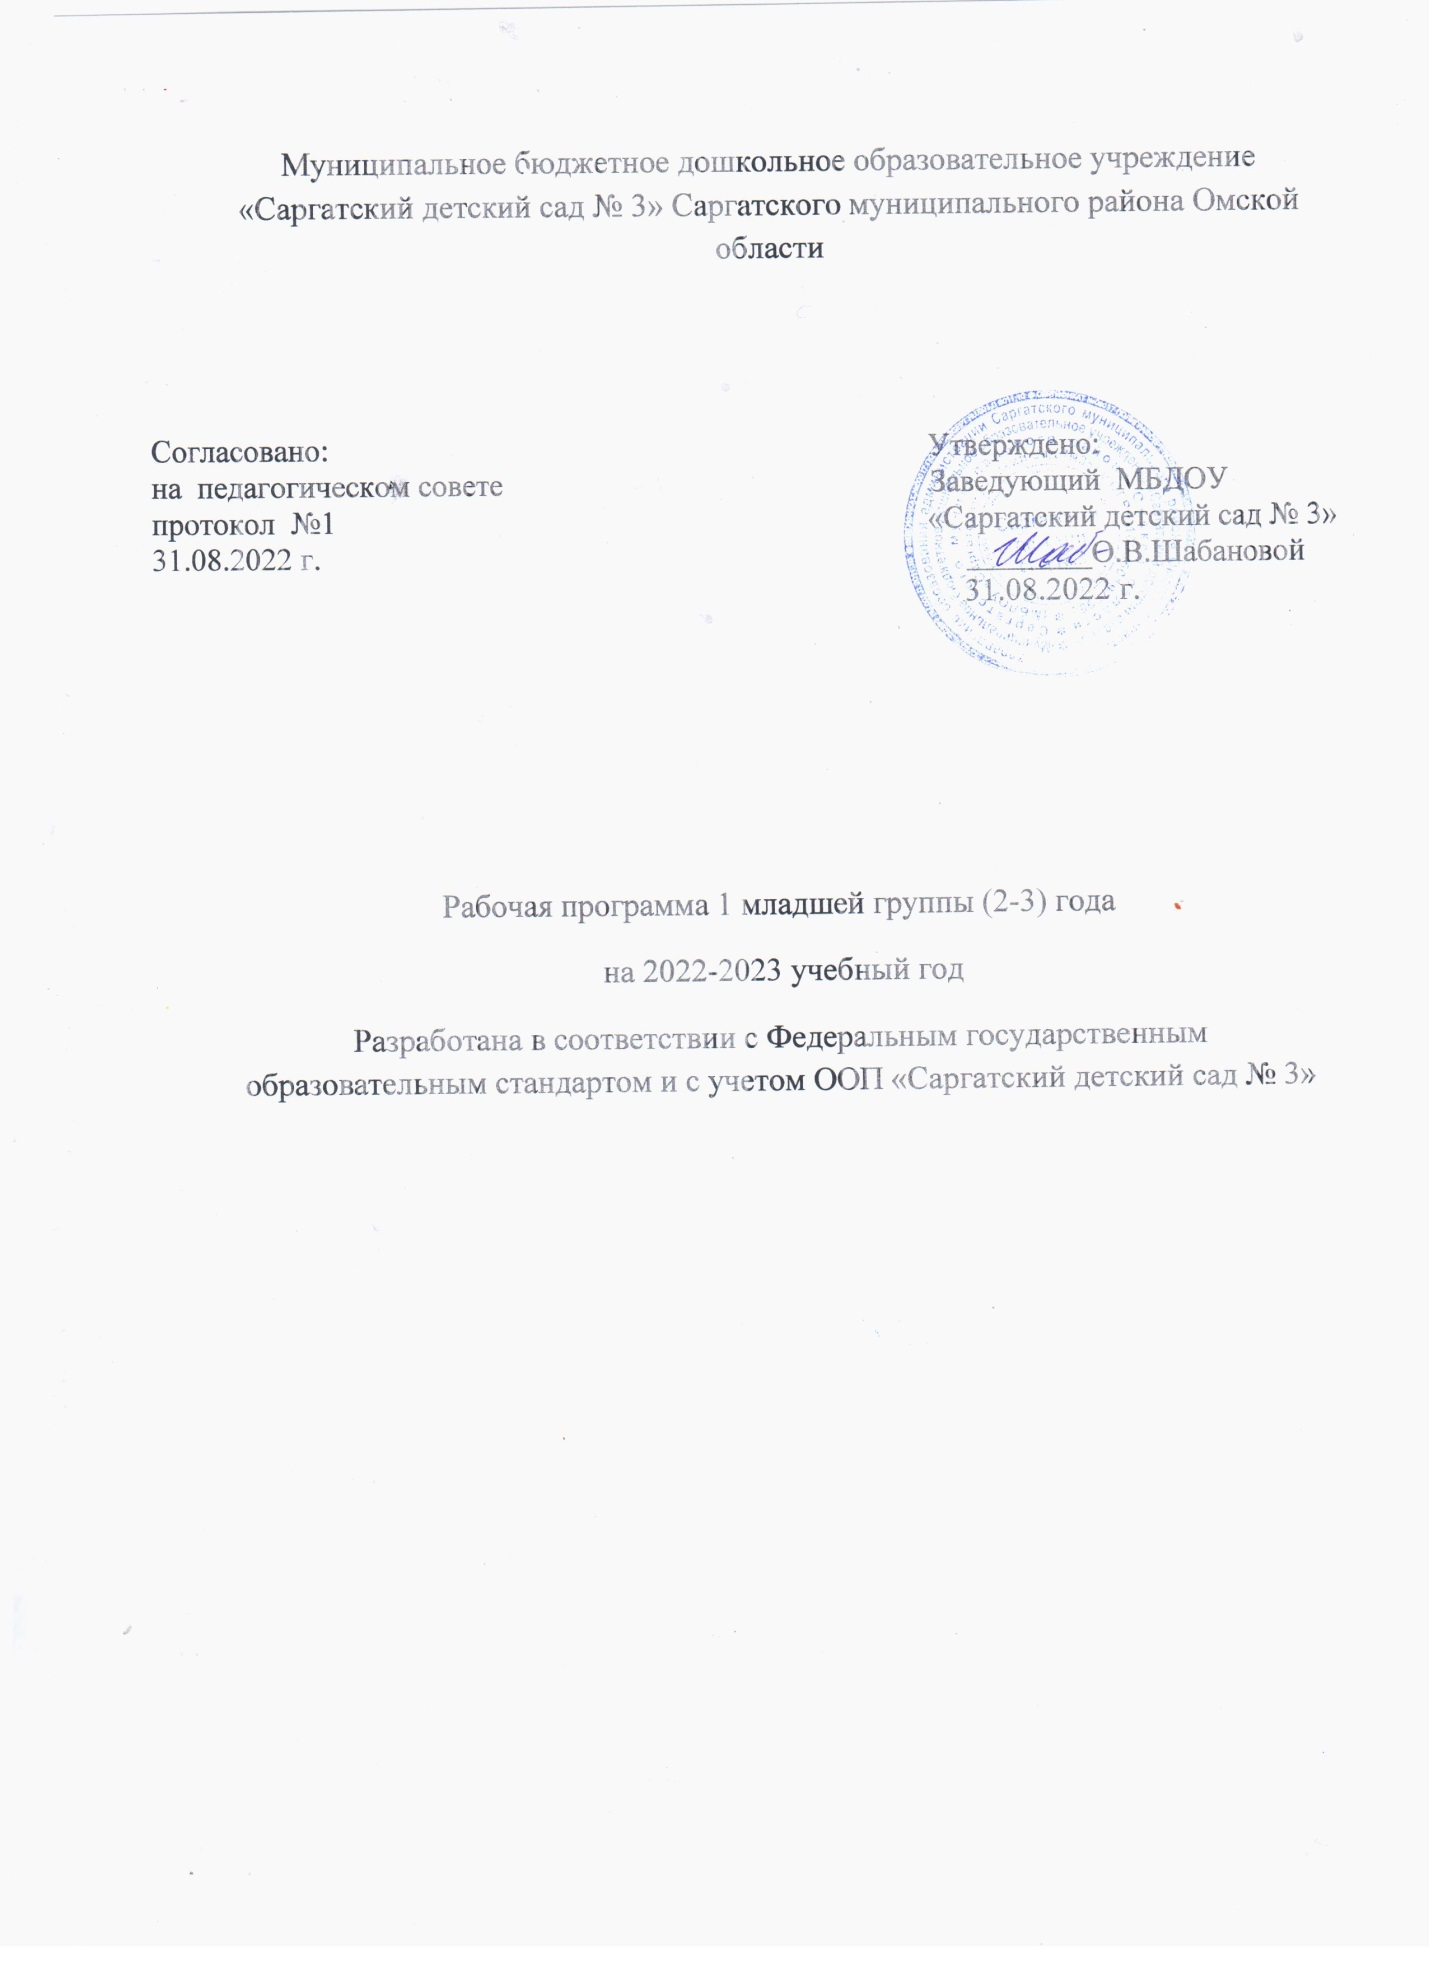 Муниципальное бюджетное дошкольное образовательное учреждение
«Саргатский детский сад № 3» Саргатского муниципального района Омской
области
Согласовано:
на педагогическом совете
протокол №1
31.08.2022 г.
Утверждено:
Заведующий МБДОУ
«Саргатский детский сад № 3»
________О.В.Шабановой
31.08.2022 г.
Саргатского
Рабочая программа 1 младшей группы (2-3) года
на 2022-2023 учебный год
Разработана в соответствии с Федеральным государственным
образовательным стандартом и с учетом ООП «Саргатский детский сад № 3»